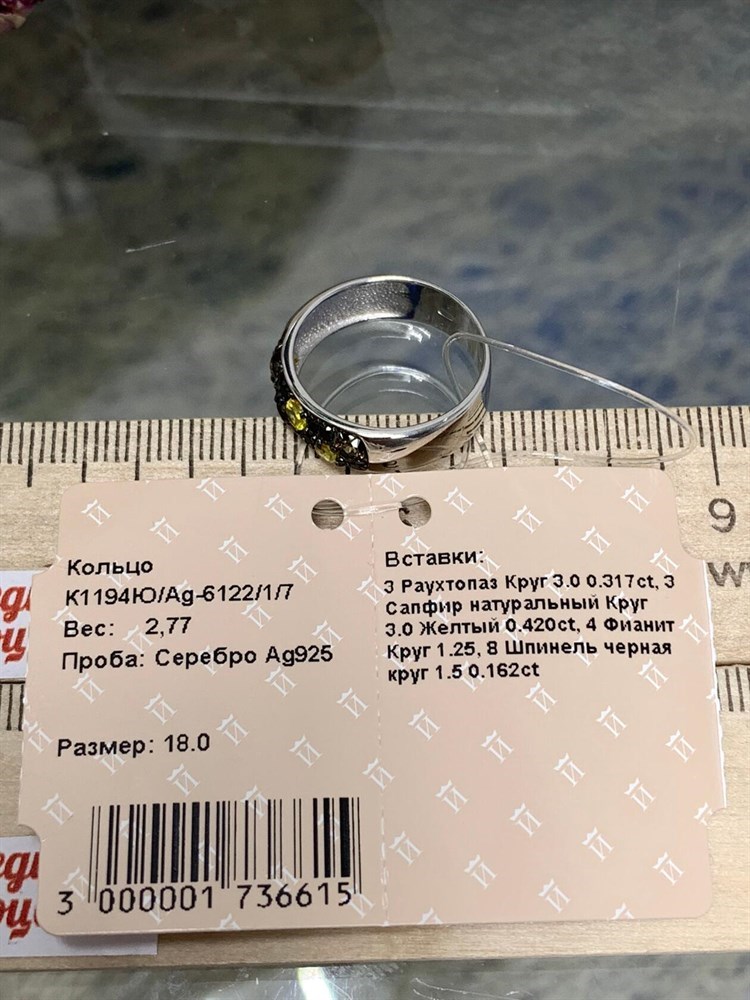 Кольцо
К1194Ю/Ag-6122/1/7
Вес: 2,77
Проба: Серебро Ag925
Размер: 18.0
3 000001 736615
Вставки:
3 Раухтопаз Круг 3.0 0.317ct, 3
Сапфир натуральный Круг
3.0 Желтый 0.420ct, 4 Фианит
Круг 1.25, 8 Шпинель черная
круг 1.5 0.162ct
9